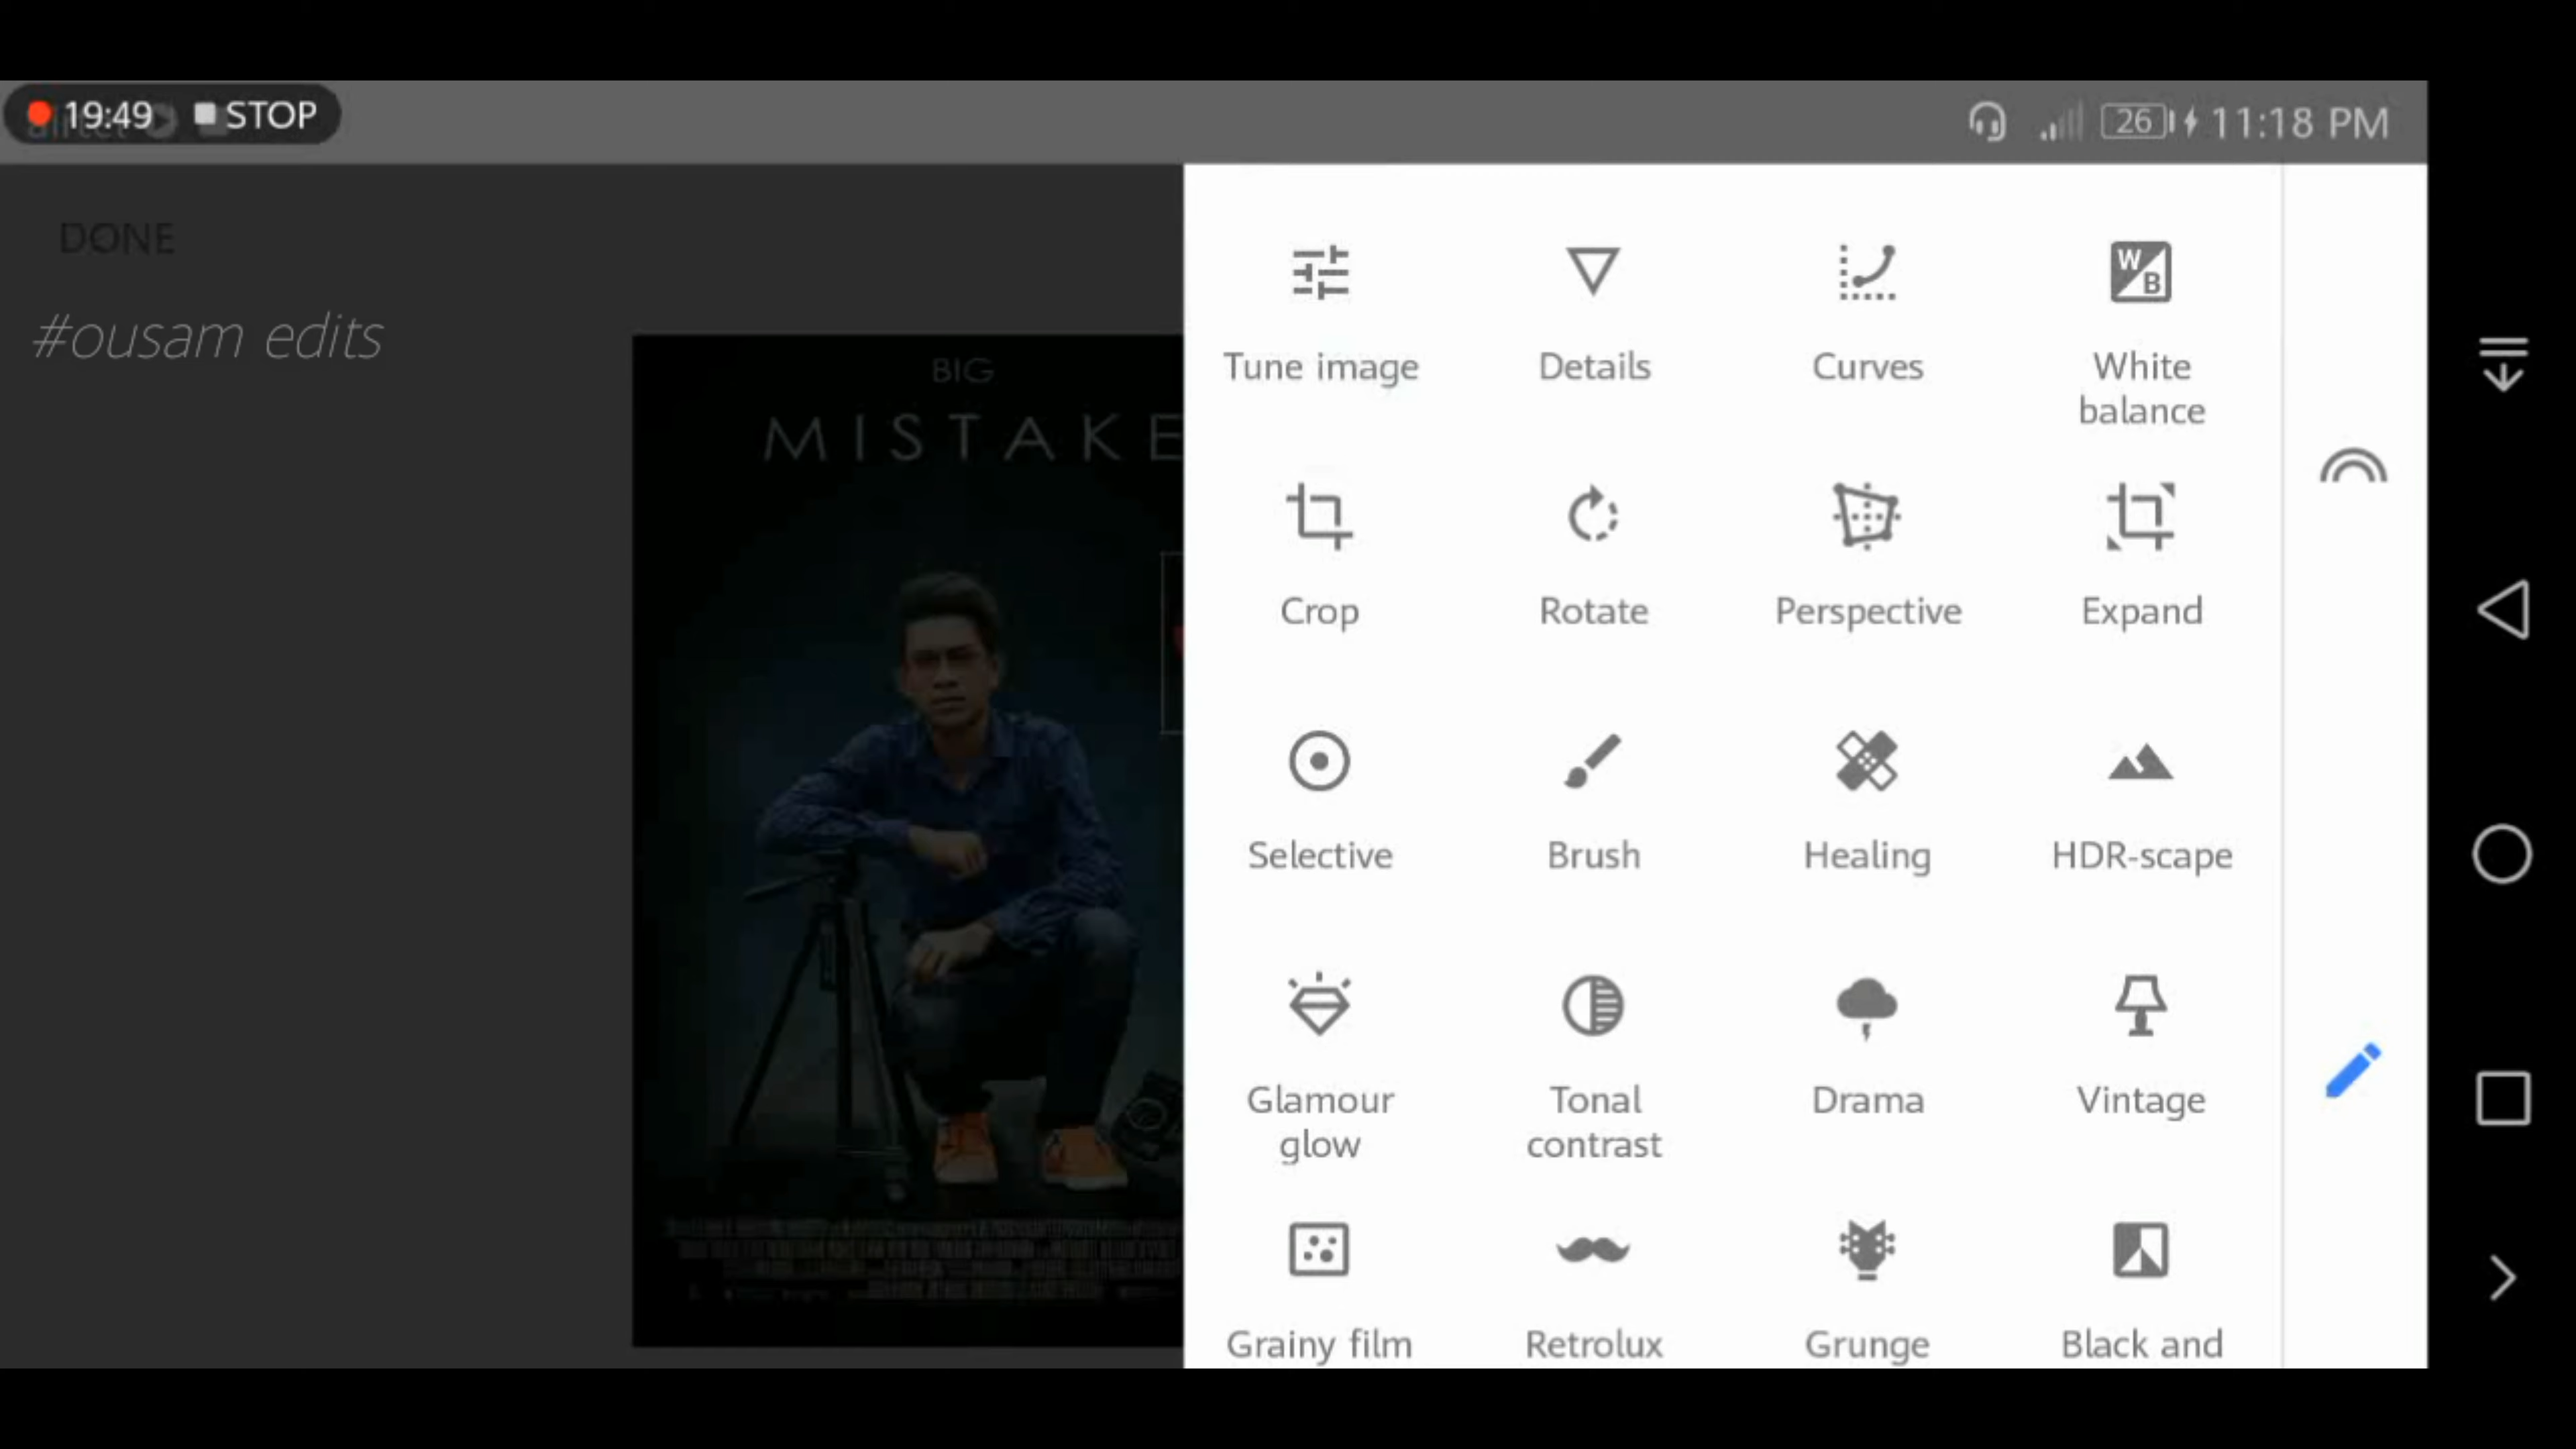 19:49 STOP
26 11:18 PM
DONE
#ousam edits
BIG
MISTAKE
Tune image
Details
Curves
White
balance
Crop
Rotate
Perspective
Expand
Selective
Brush
Healing
HDR-scape
Glamour
glow
Tonal
contrast
Drama
Vintage
Grainy film
Retrolux
Grunge
Black and